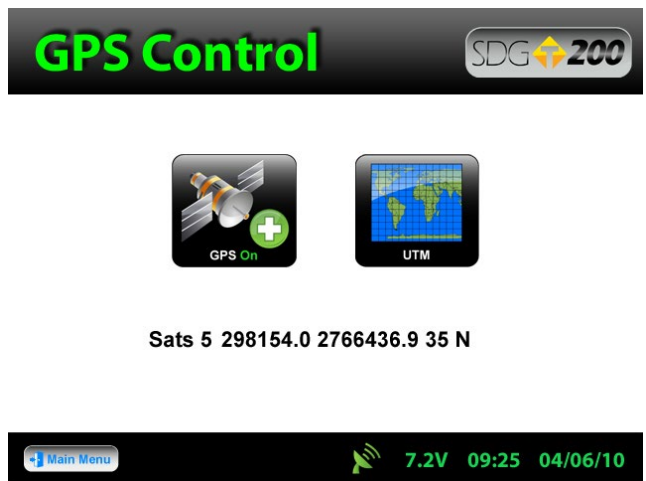 GPS Control
SDG T 200
GPS On
UTM
Sats 5 298154.0 2766436.9 35 N
Main Menu
7.2V 09:25 04/06/10